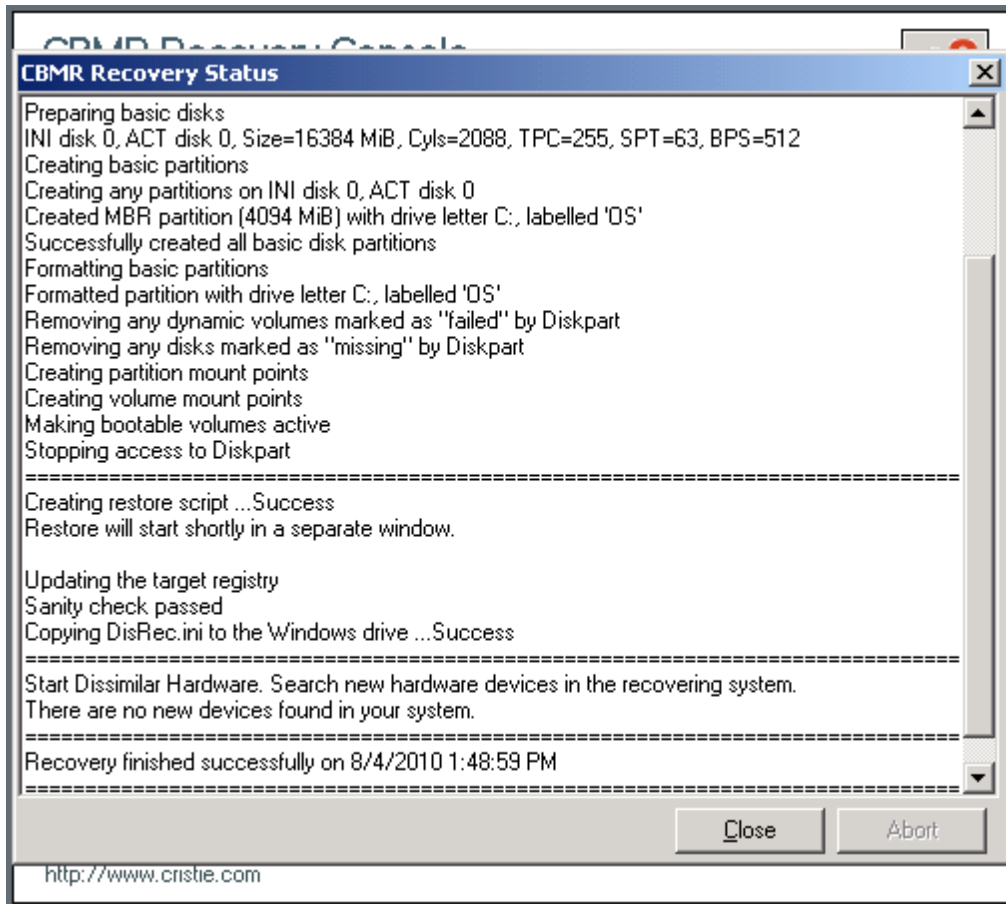 CBMR Recovery Console
CBMR Recovery Status
Preparing basic disks
INI disk 0, ACT disk 0, Size=16384 MiB, Cyls=2088, TPC=255, SPT=63, BPS=512
Creating basic partitions
Creating any partitions on INI disk 0, ACT disk 0
Created MBR partition (4094 MiB) with drive letter C:, labelled 'OS'
Successfully created all basic disk partitions
Formatting basic partitions
Formatted partition with drive letter C:, labelled 'OS'
Removing any dynamic volumes marked as "failed" by Diskpart
Removing any disks marked as "missing" by Diskpart
Creating partition mount points
Creating volume mount points
Making bootable volumes active
Stopping access to Diskpart
==============================================================================
Creating restore script ...Success
Restore will start shortly in a separate window.
Updating the target registry
Sanity check passed
Copying DisRec.ini to the Windows drive ...Success
==============================================================================
Start Dissimilar Hardware. Search new hardware devices in the recovering system.
There are no new devices found in your system.
==============================================================================
Recovery finished successfully on 8/4/2010 1:48:59 PM
==============================================================================
Close
Abort
http://www.cristie.com